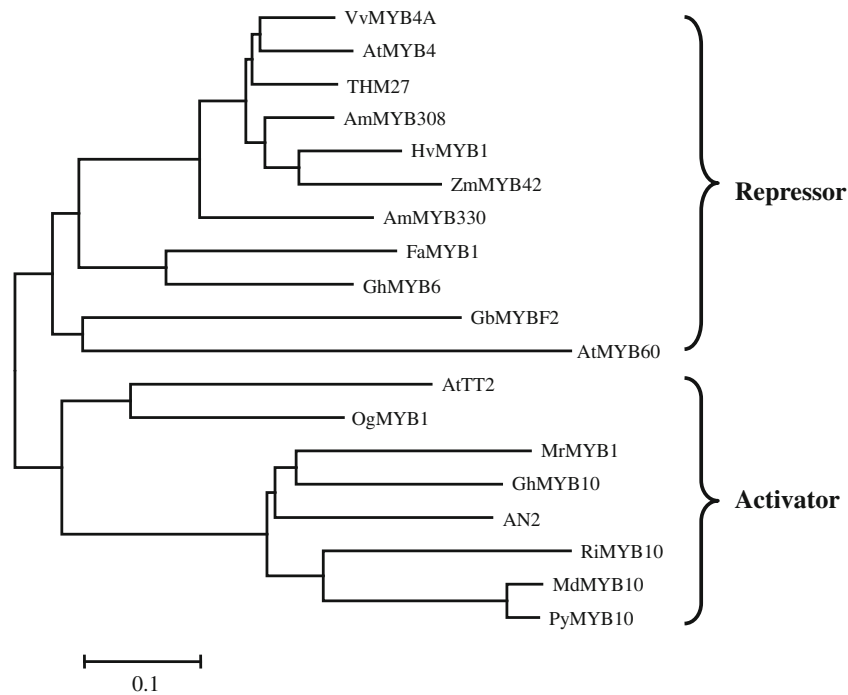 VvMYB4A
AtMYB4
THM27
AmMYB308
HvMYB1
ZmMYB42
Repressor
AmMYB330
FaMYB1
GhMYB6
GbMYBF2
AtMYB60
AtTT2
OgMYB1
MrMYB1
GhMYB10
Activator
AN2
RiMYB10
MdMYB10
PyMYB10
0.1